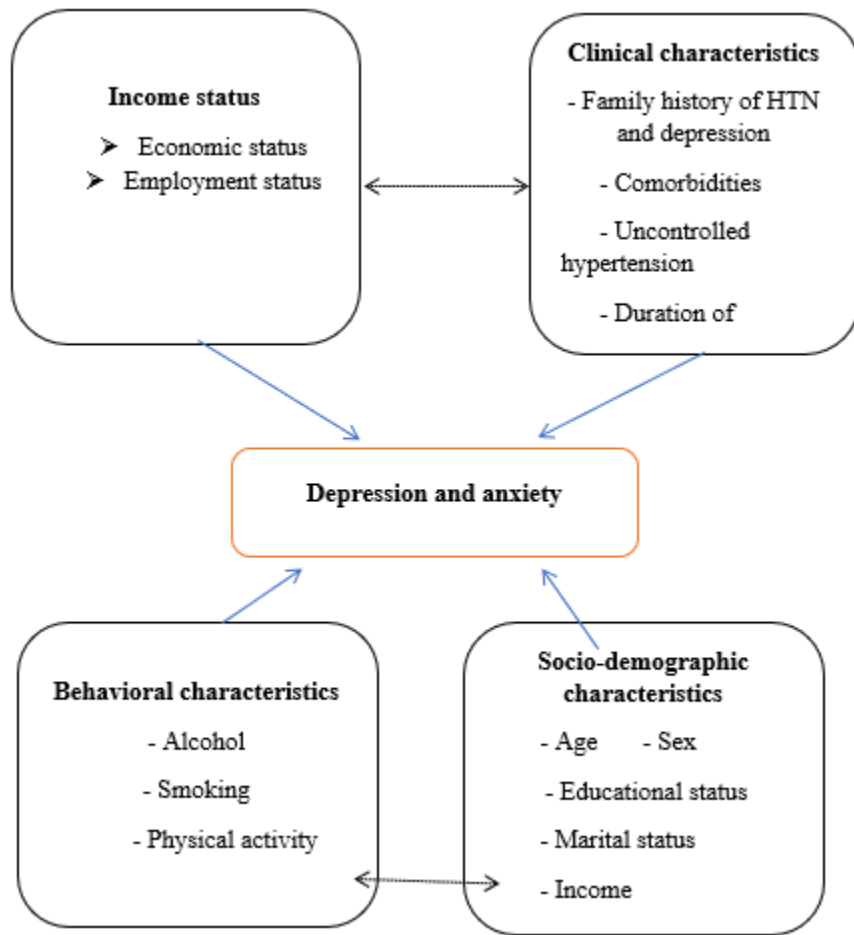 Income status
➤ Economic status
➤ Employment status
Clinical characteristics
- Family history of HTN
and depression
- Comorbidities
- Uncontrolled
hypertension
- Duration of
Depression and anxiety
Behavioral characteristics
- Alcohol
- Smoking
- Physical activity
Socio-demographic
characteristics
- Age - Sex
- Educational status
- Marital status
- Income